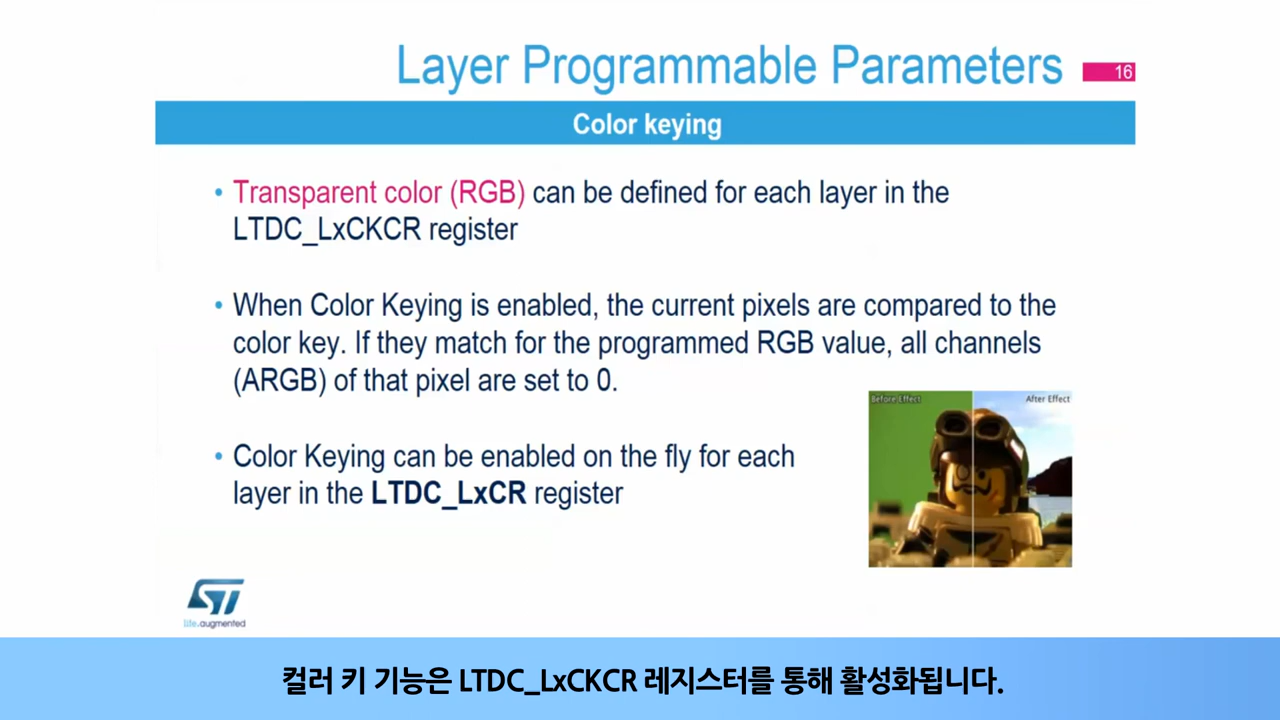 Layer Programmable Parameters
16
Color keying
• Transparent color (RGB) can be defined for each layer in the
LTDC_LxCKCR register
• When Color Keying is enabled, the current pixels are compared to the
color key. If they match for the programmed RGB value, all channels
(ARGB) of that pixel are set to 0.
Before Effect
After Effect
• Color Keying can be enabled on the fly for each
layer in the LTDC_LxCR register
ST
life.augmented
컬러 키 기능은 LTDC_LxCKCR 레지스터를 통해 활성화됩니다.